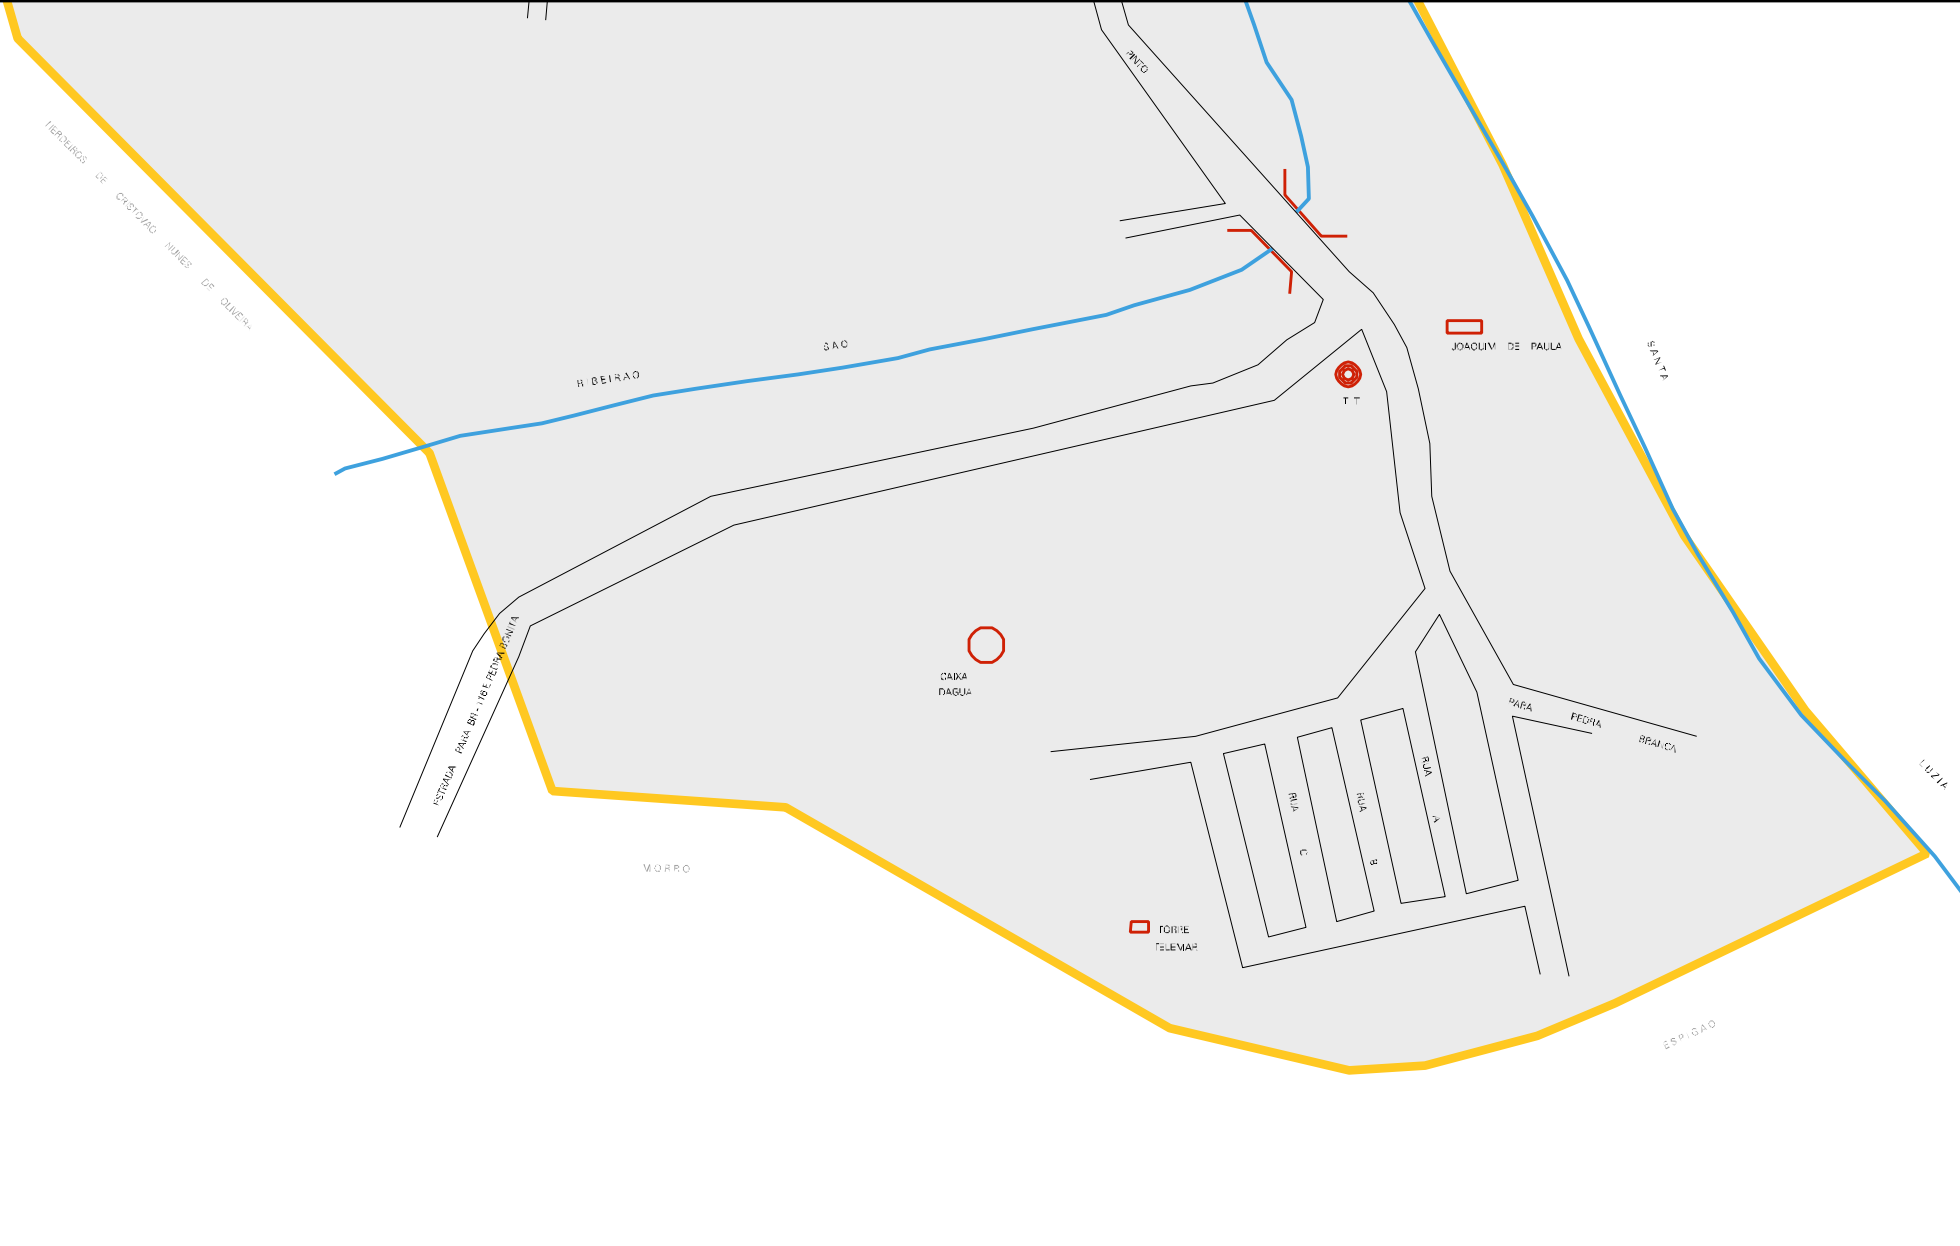 PINTO
HERDEIROS DE CRISTOVAO NUNES DE OLIVEIRA
RIBEIRAO SAO
JOAQUIM DE PAULA
SANTA
T T
ESTRADA PARA BR-116 E PEDRA BONITA
CAIXA
DAGUA
PARA PEDRA BRANCA
LUZIA
RUA A
RUA B
RUA C
MORRO
TORRE
TELEMAR
ESPIGAO